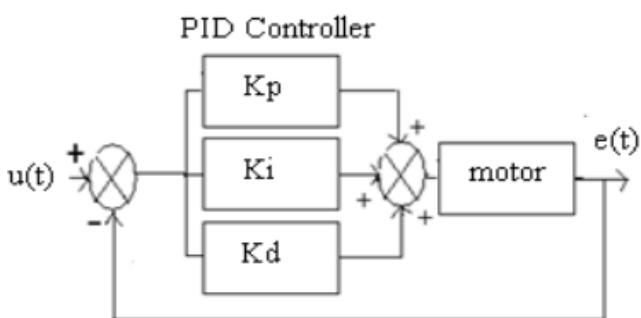 PID Controller
Kp
+
e(t)
+
u(t)
Ki
motor
+
+
-
Kd